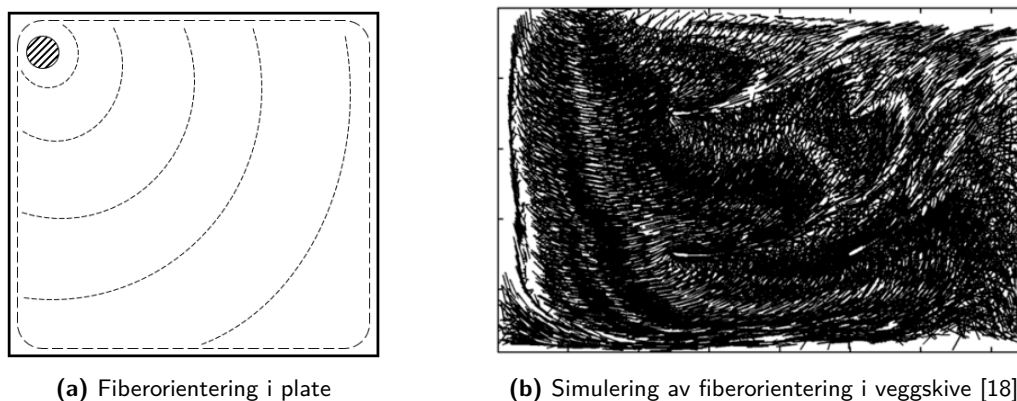 (a) Fiberorientering i plate
(b) Simulering av fiberorientering i veggskive [18]